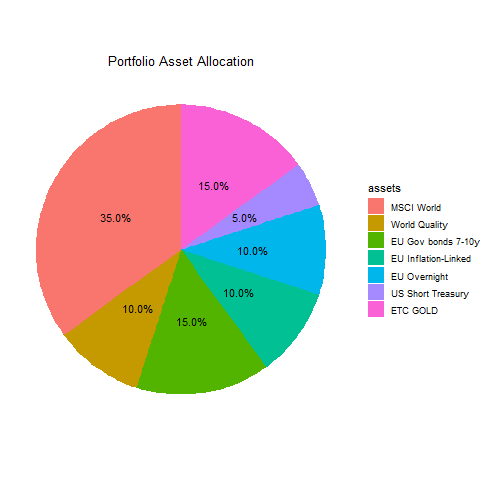 Portfolio Asset Allocation
15.0%
5.0%
35.0%
10.0%
10.0%
10.0%
15.0%
assets
MSCI World
World Quality
EU Gov bonds 7-10y
EU Inflation-Linked
EU Overnight
US Short Treasury
ETC GOLD